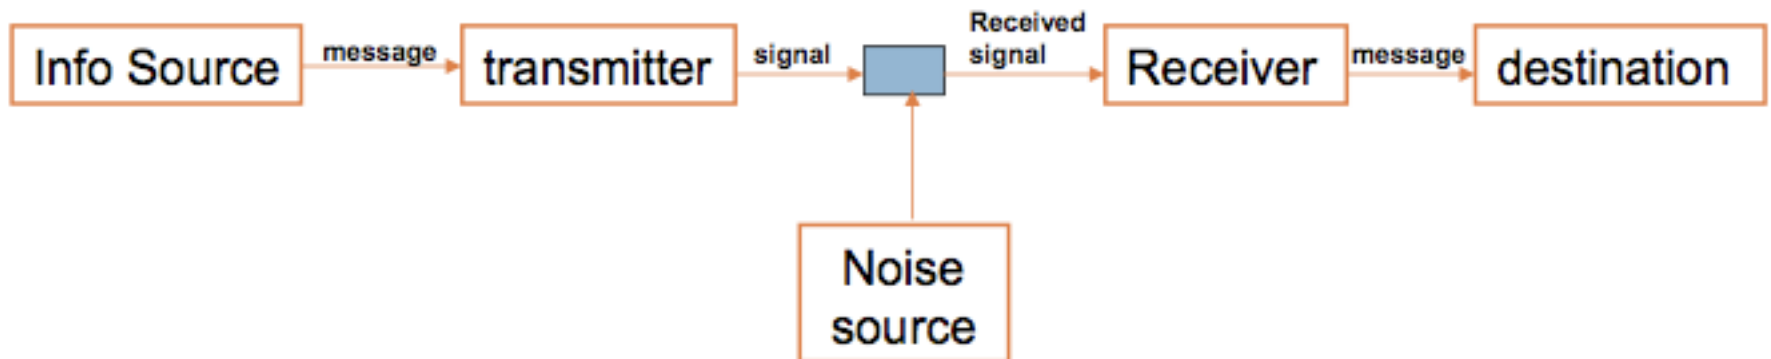 Info Source
message
transmitter
signal
Received
signal
Receiver
message
destination
Noise
source